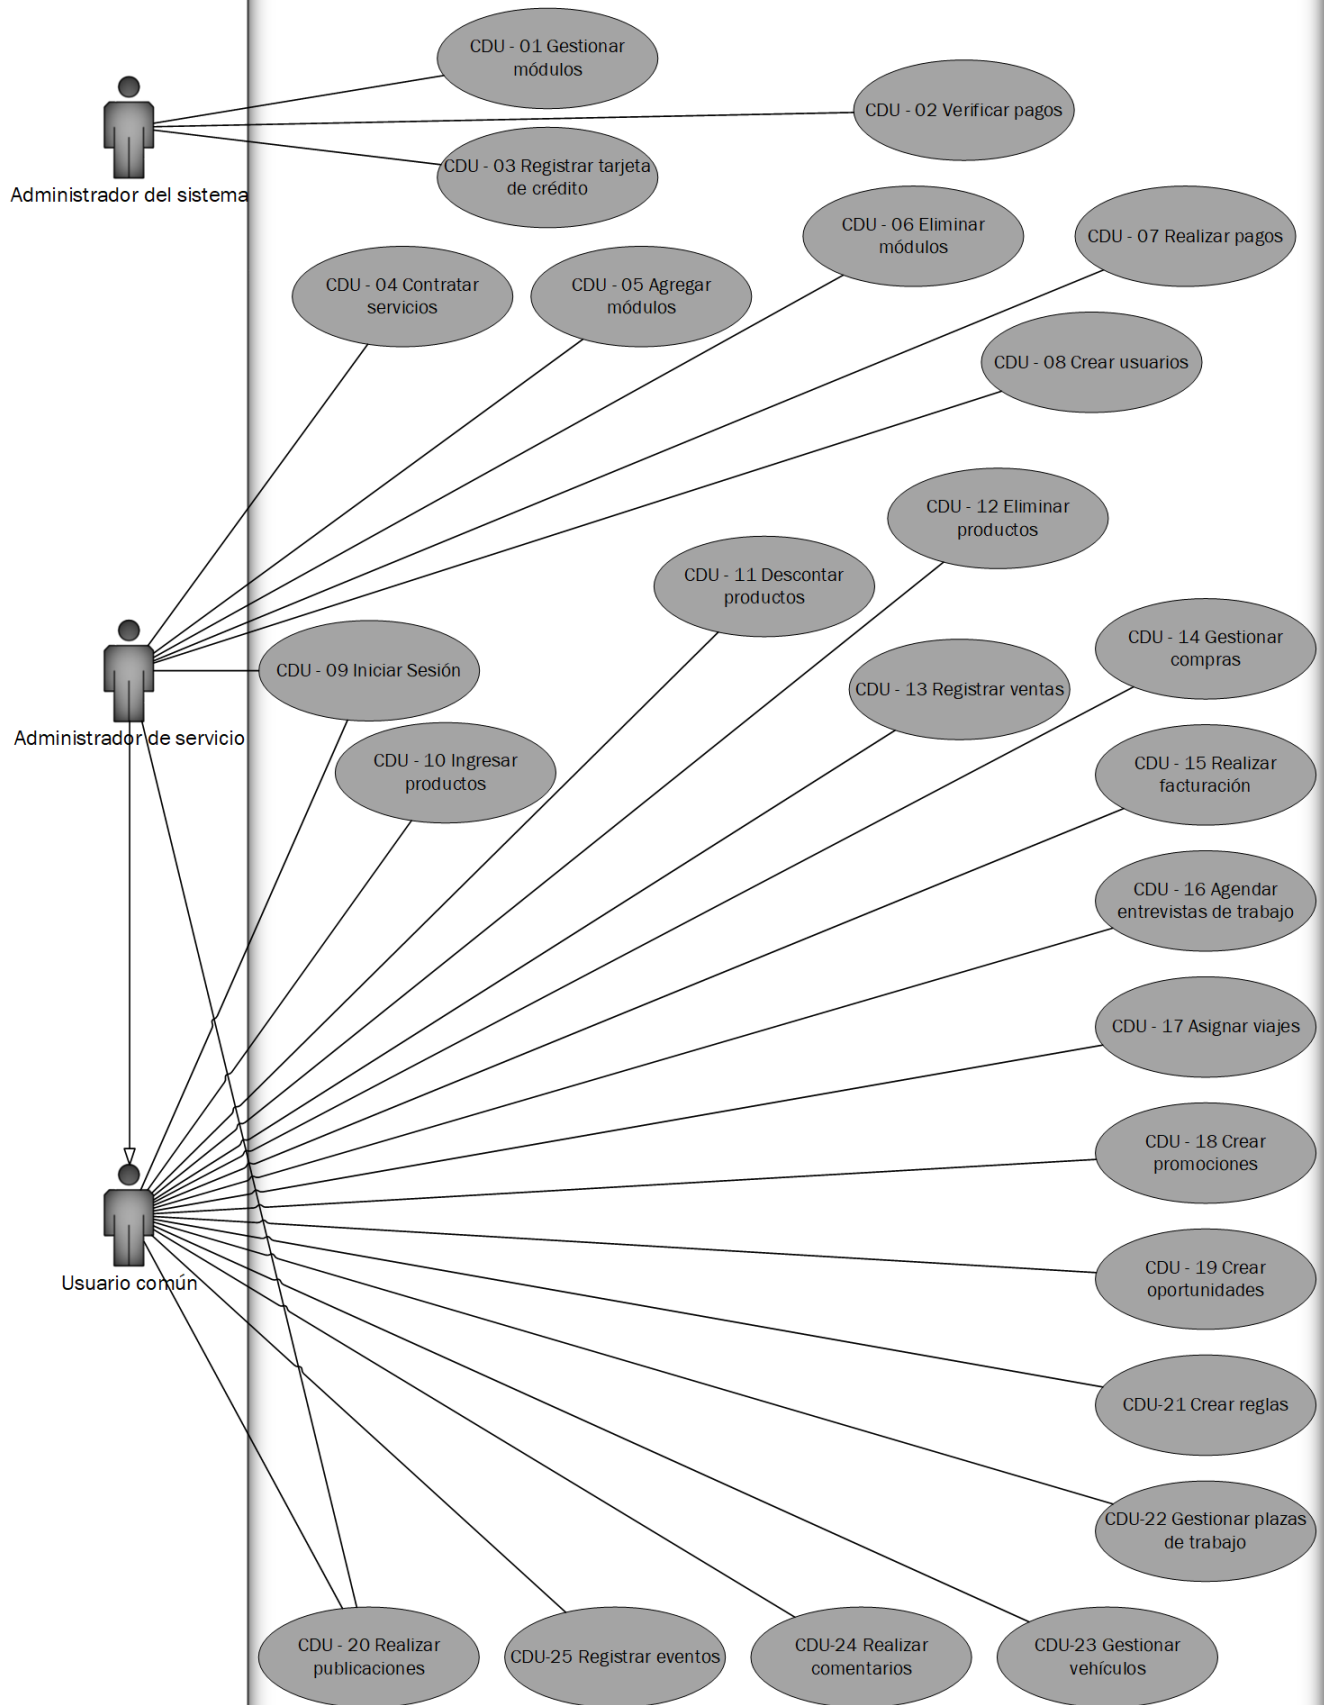 CDU - 01 Gestionar
módulos
CDU - 02 Verificar pagos
CDU - 03 Registrar tarjeta
de crédito
Administrador del sistema
CDU - 06 Eliminar
módulos
CDU - 07 Realizar pagos
CDU - 04 Contratar
servicios
CDU - 05 Agregar
módulos
CDU - 08 Crear usuarios
CDU - 12 Eliminar
productos
CDU - 11 Descontar
productos
CDU - 14 Gestionar
compras
CDU - 09 Iniciar Sesión
CDU - 13 Registrar ventas
Administrador de servicio
CDU - 10 Ingresar
productos
CDU - 15 Realizar
facturación
CDU - 16 Agendar
entrevistas de trabajo
CDU - 17 Asignar viajes
CDU - 18 Crear
promociones
Usuario común
CDU - 19 Crear
oportunidades
CDU-21 Crear reglas
CDU-22 Gestionar plazas
de trabajo
CDU - 20 Realizar
publicaciones
CDU-25 Registrar eventos
CDU-24 Realizar
comentarios
CDU-23 Gestionar
vehículos